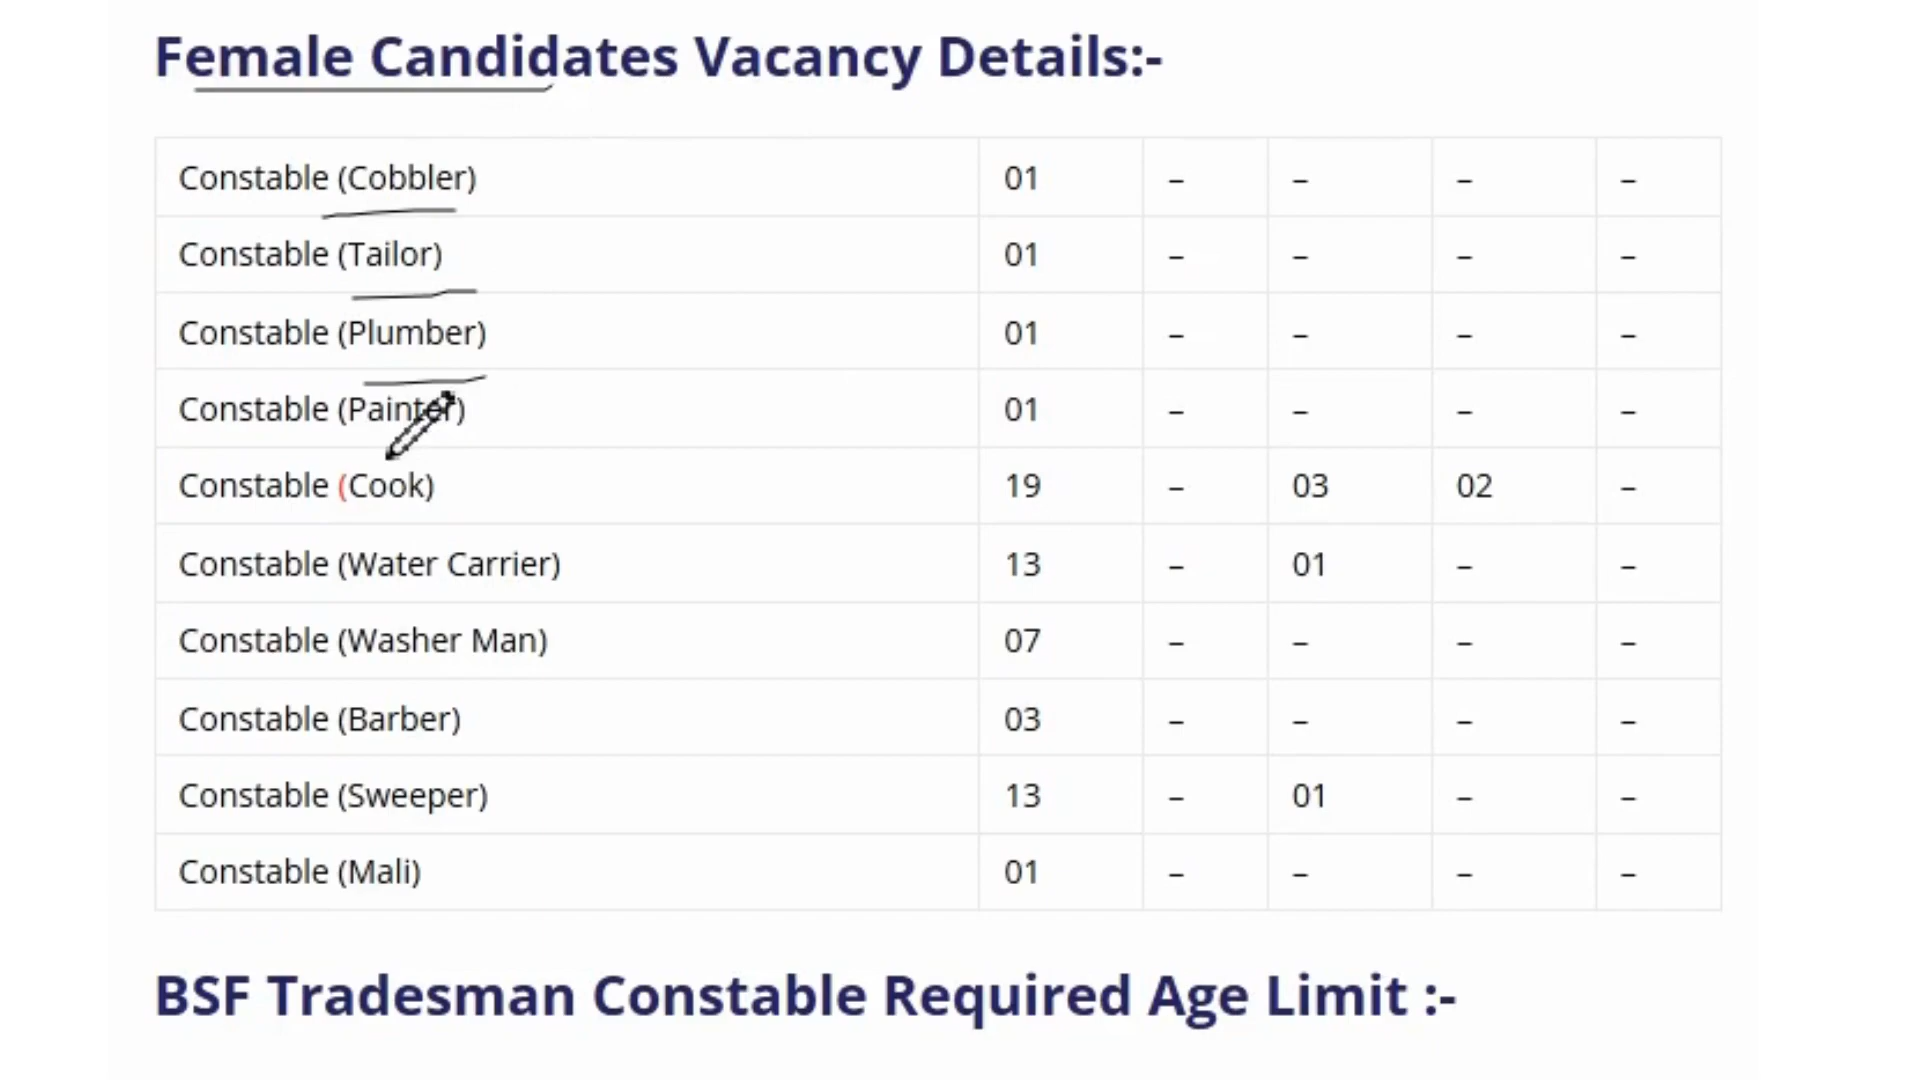 Female Candidates Vacancy Details:-
Constable (Cobbler) 01 – – – –
Constable (Tailor) 01 – – – –
Constable (Plumber) 01 – – – –
Constable (Painter) 01 – – – –
Constable (Cook) 19 – 03 02 –
Constable (Water Carrier) 13 – 01 – –
Constable (Washer Man) 07 – – – –
Constable (Barber) 03 – – – –
Constable (Sweeper) 13 – 01 – –
Constable (Mali) 01 – – – –
BSF Tradesman Constable Required Age Limit :-